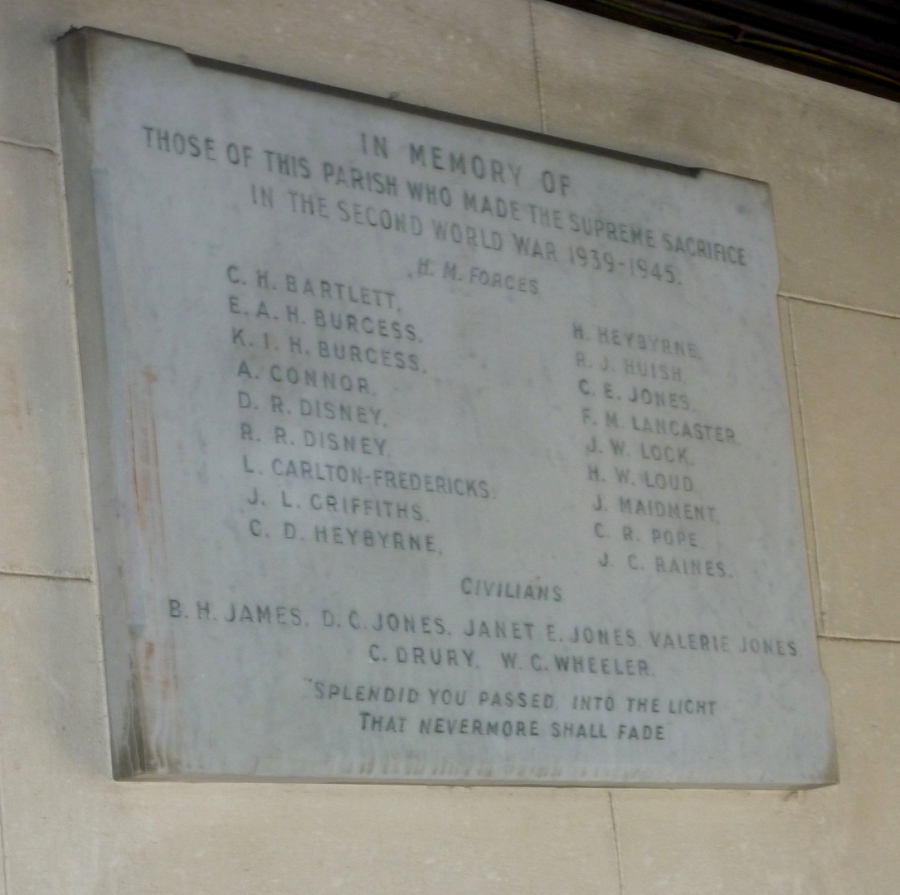 IN MEMORY OF
THOSE OF THIS PARISH WHO MADE THE SUPREME SACRIFICE
IN THE SECOND WORLD WAR 1939-1945.
H. M. FORCES
C. H. BARTLETT,
E. A. H. BURGESS.
K. I. H. BURGESS.
A. CONNOR.
D. R. DISNEY.
R. R. DISNEY.
L. CARLTON-FREDERICKS.
J. L. GRIFFITHS.
C. D. HEYBYRNE,
H. HEYBYRNE.
R. J. HUISH.
C. E. JONES.
F. M. LANCASTER.
J. W. LOCK.
H. W. LOUD.
J. MAIDMENT.
C. R. POPE.
J. C. RAINES.
CIVILIANS
B. H. JAMES. D. C. JONES. JANET E. JONES. VALERIE JONES.
C. DRURY. W. C. WHEELER.
"SPLENDID YOU PASSED, INTO THE LIGHT
THAT NEVERMORE SHALL FADE"